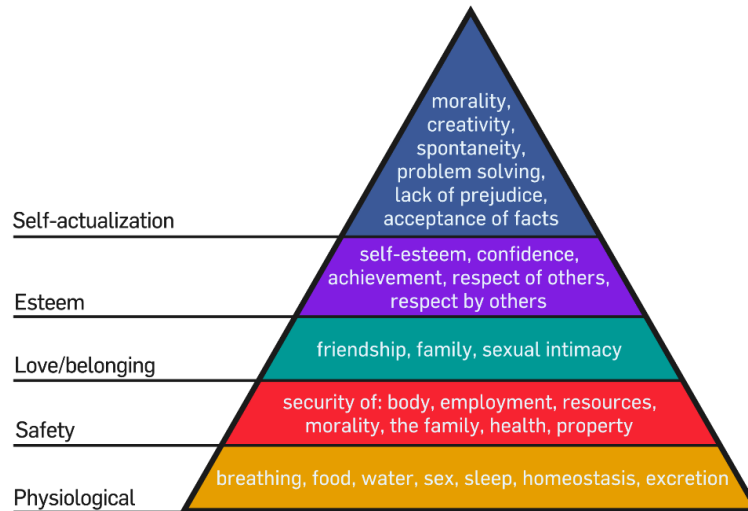 morality,
creativity,
spontaneity,
problem solving,
lack of prejudice,
acceptance of facts
Self-actualization
self-esteem, confidence,
achievement, respect of others,
respect by others
Esteem
friendship, family, sexual intimacy
Love/belonging
security of: body, employment, resources,
morality, the family, health, property
Safety
breathing, food, water, sex, sleep, homeostasis, excretion
Physiological